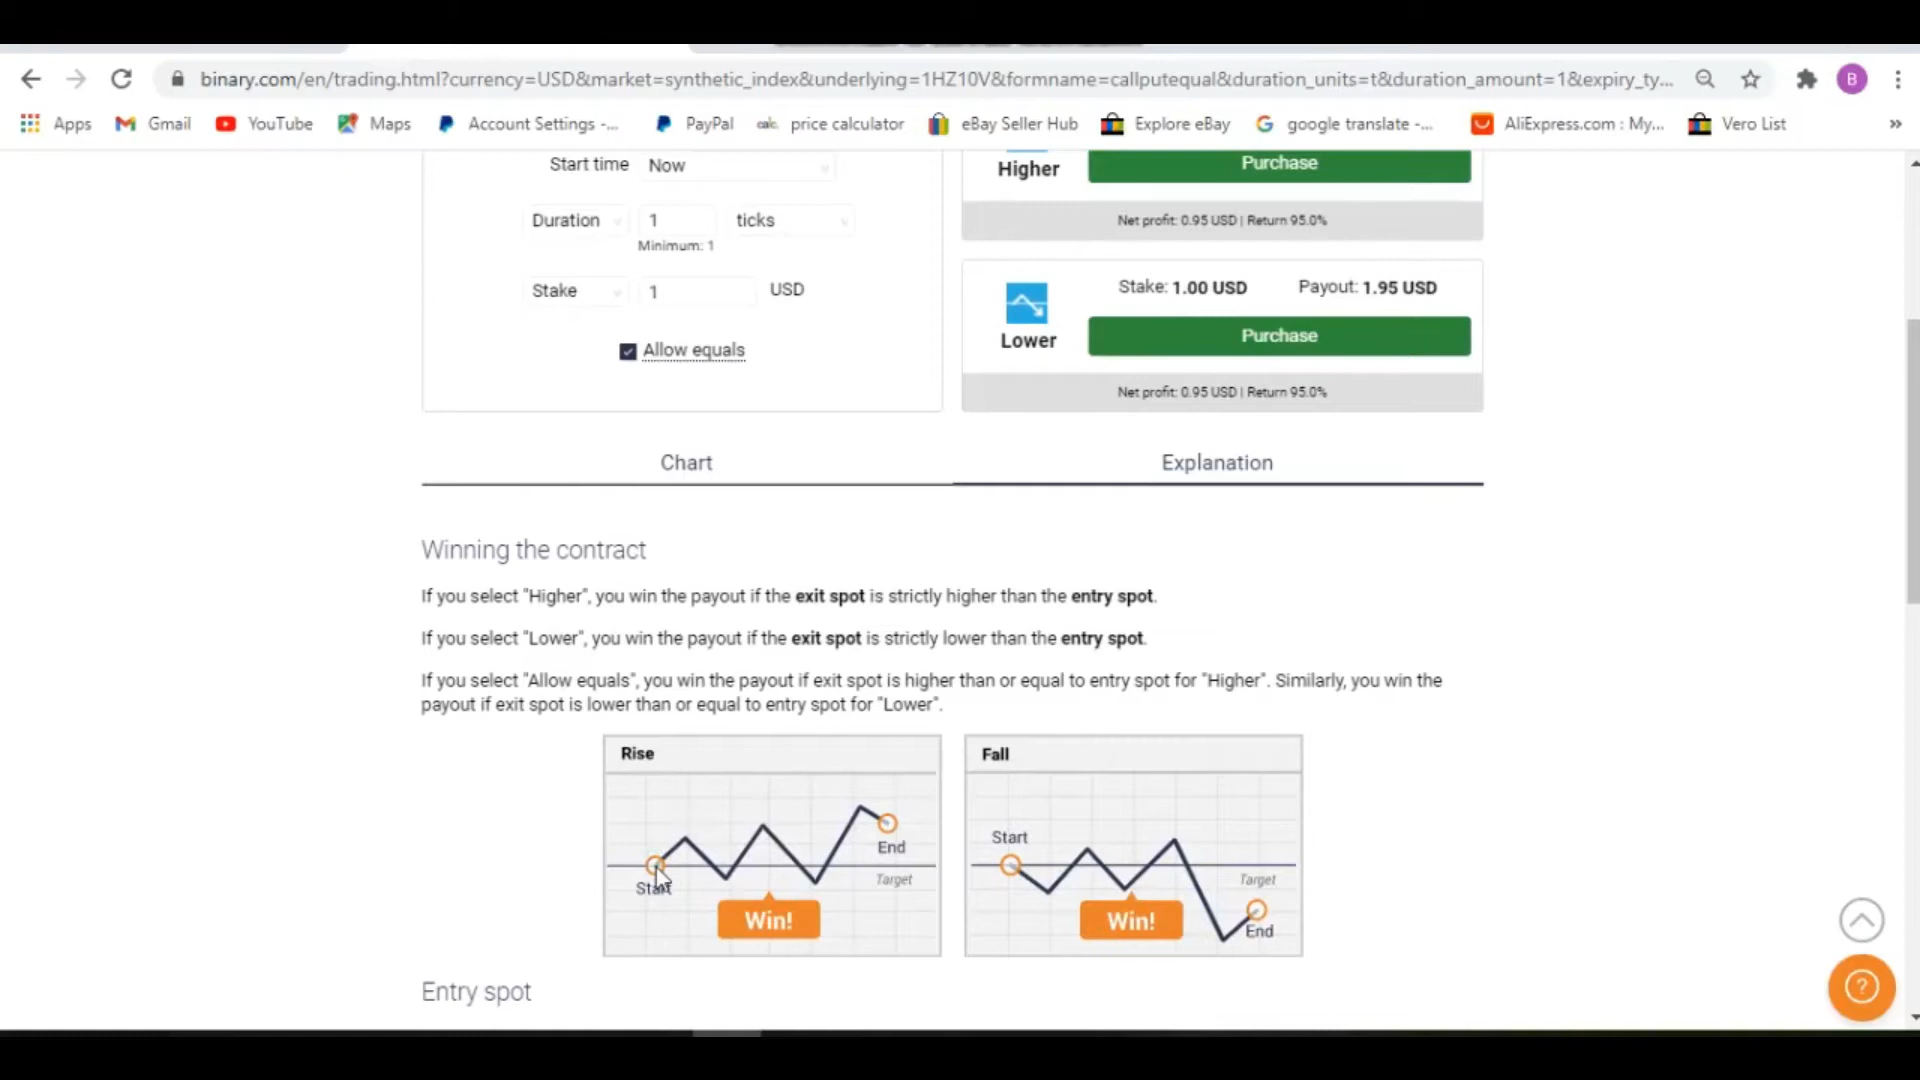 binary.com/en/trading.html?currency=USD&market=synthetic_index&underlying=1HZ10V&formname=callputequal&duration_units=t&duration_amount=1&expiry_ty...
B
Apps Gmail YouTube Maps Account Settings -... PayPal calc price calculator eBay Seller Hub Explore eBay google translate -... AliExpress.com : My... Vero List »
Start time Now
Duration 1 ticks
Minimum: 1
Stake 1 USD
Allow equals
Higher Purchase
Net profit: 0.95 USD | Return 95.0%
Stake: 1.00 USD Payout: 1.95 USD
Lower Purchase
Net profit: 0.95 USD | Return 95.0%
Chart Explanation
Winning the contract
If you select "Higher", you win the payout if the exit spot is strictly higher than the entry spot.
If you select "Lower", you win the payout if the exit spot is strictly lower than the entry spot.
If you select "Allow equals", you win the payout if exit spot is higher than or equal to entry spot for "Higher". Similarly, you win the
payout if exit spot is lower than or equal to entry spot for "Lower".
Rise
Start
End
Target
Win!
Fall
Start
Target
End
Win!
Entry spot
?